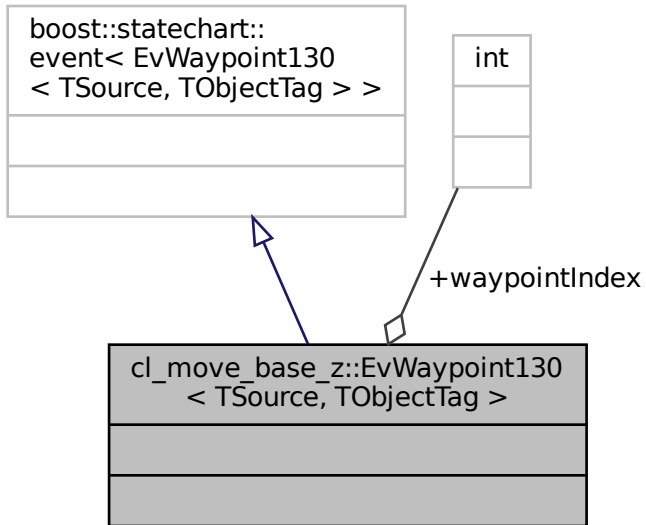 boost::statechart::
event< EvWaypoint130
< TSource, TObjectTag > >
int
+waypointIndex
cl_move_base_z::EvWaypoint130
< TSource, TObjectTag >